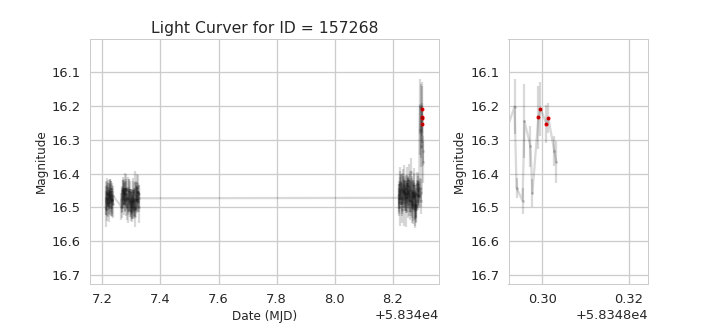 Light Curver for ID = 157268
Magnitude
16.1
16.2
16.3
16.4
16.5
16.6
16.7
7.2 7.4 7.6 7.8 8.0 8.2
+5.834e4
Date (MJD)
Magnitude
16.1
16.2
16.3
16.4
16.5
16.6
16.7
0.30 0.32
+5.8348e4